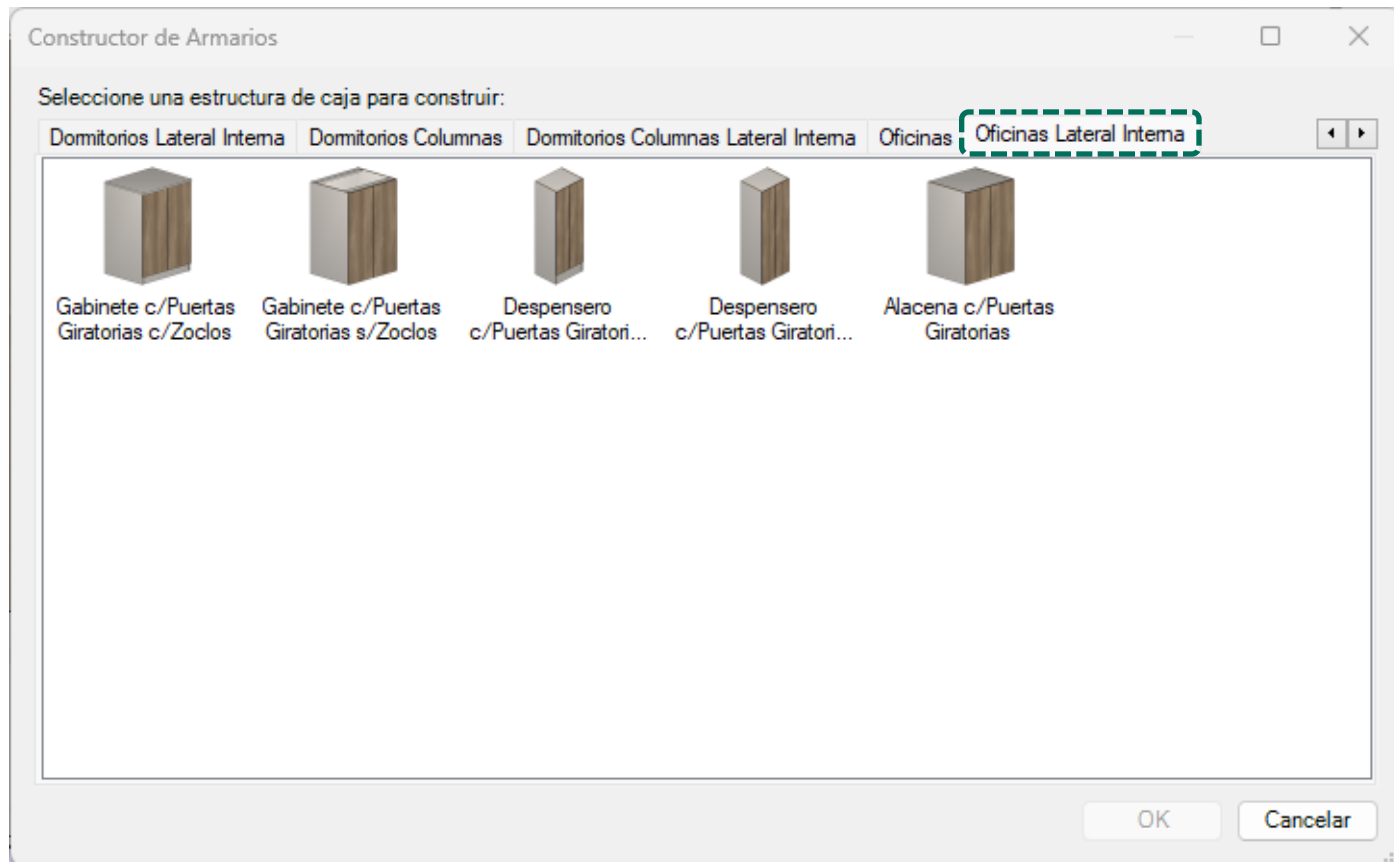 Constructor de Armarios
Seleccione una estructura de caja para construir:
Dormitorios Lateral Interna Dormitorios Columnas Dormitorios Columnas Lateral Interna Oficinas Oficinas Lateral Interna
Gabinete c/Puertas
Giratorias c/Zoclos
Gabinete c/Puertas
Giratorias s/Zoclos
Despensero
c/Puertas Giratori...
Despensero
c/Puertas Giratori...
Alacena c/Puertas
Giratorias
OK Cancelar